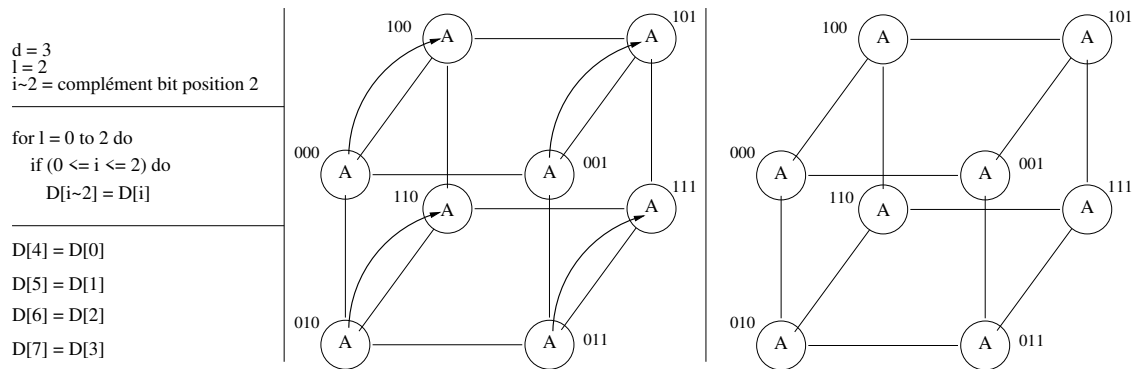 d = 3
l = 2
i~2 = complément bit position 2
for l = 0 to 2 do
if (0 <= i <= 2) do
D[i~2] = D[i]
D[4] = D[0]
D[5] = D[1]
D[6] = D[2]
D[7] = D[3]
100
A
101
A
000
A
001
A
110
A
111
A
010
A
011
A
100
A
101
A
000
A
001
A
110
A
111
A
010
A
011
A